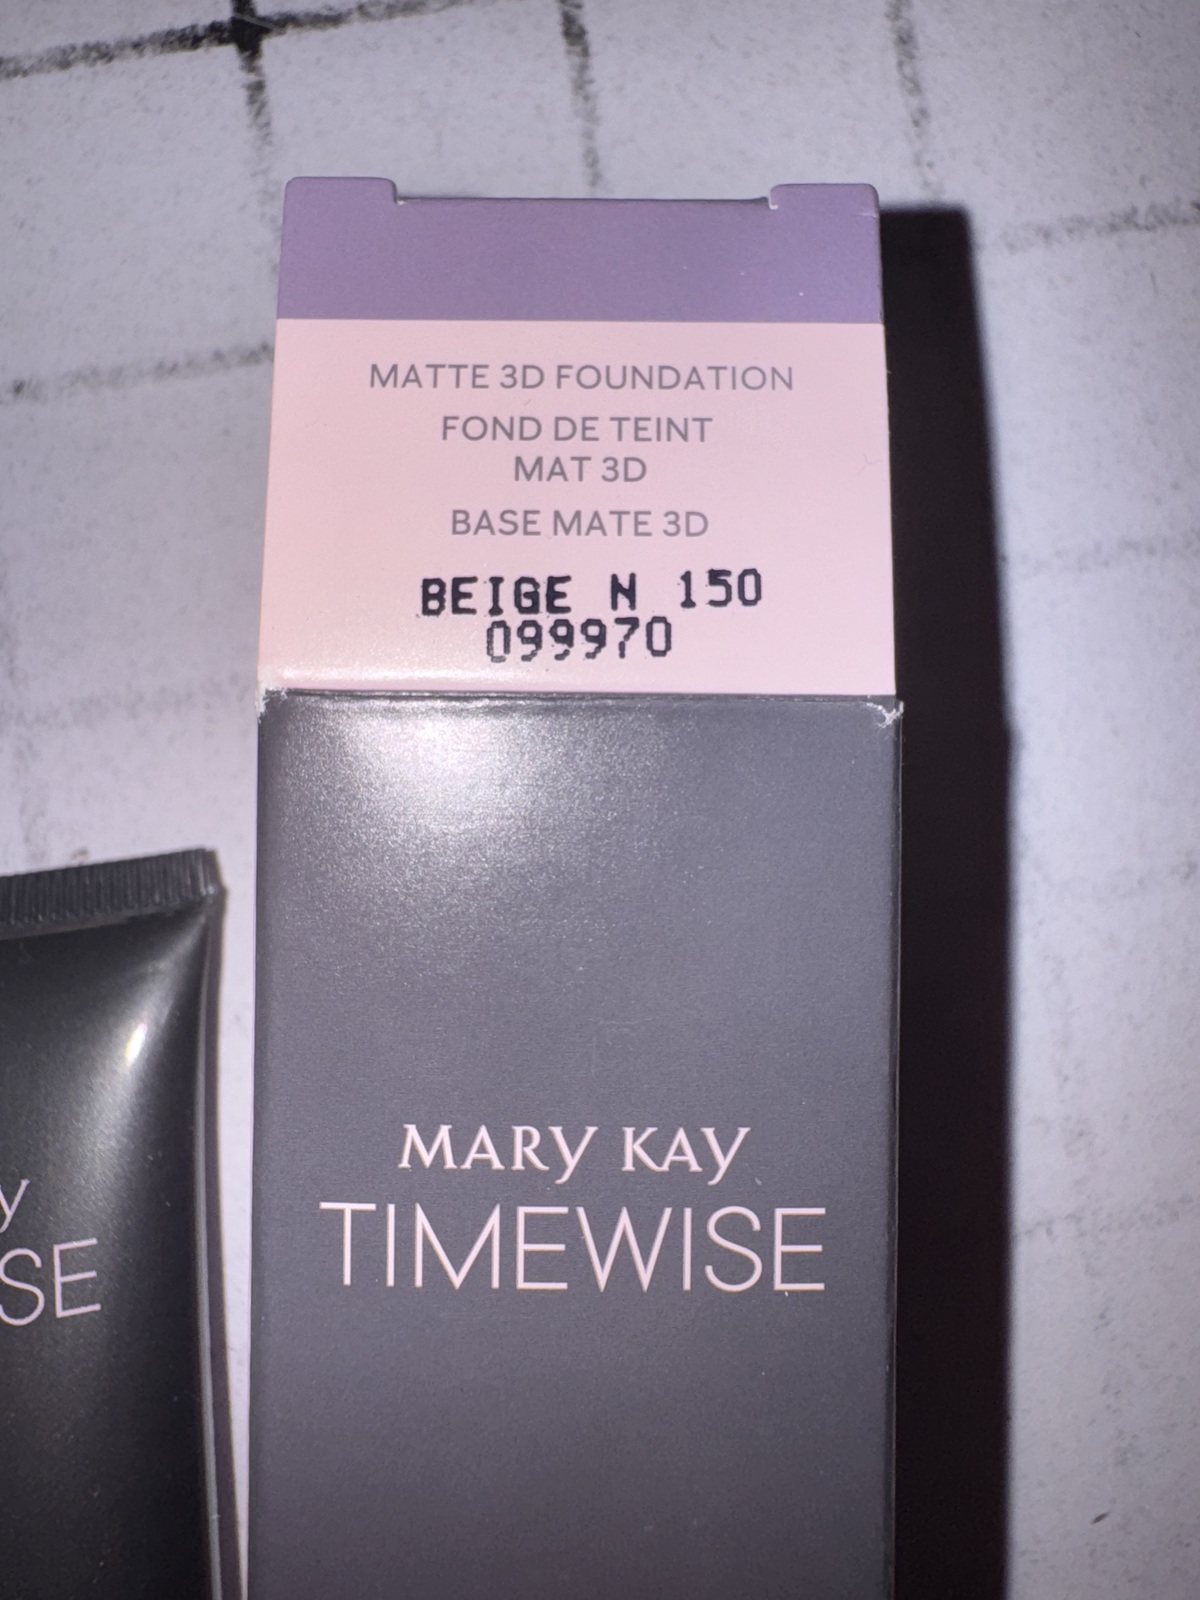 MATTE 3D FOUNDATION
FOND DE TEINT
MAT 3D
BASE MATE 3D
BEIGE N 150
099970
MARY KAY
TIMEWISE
y
SE